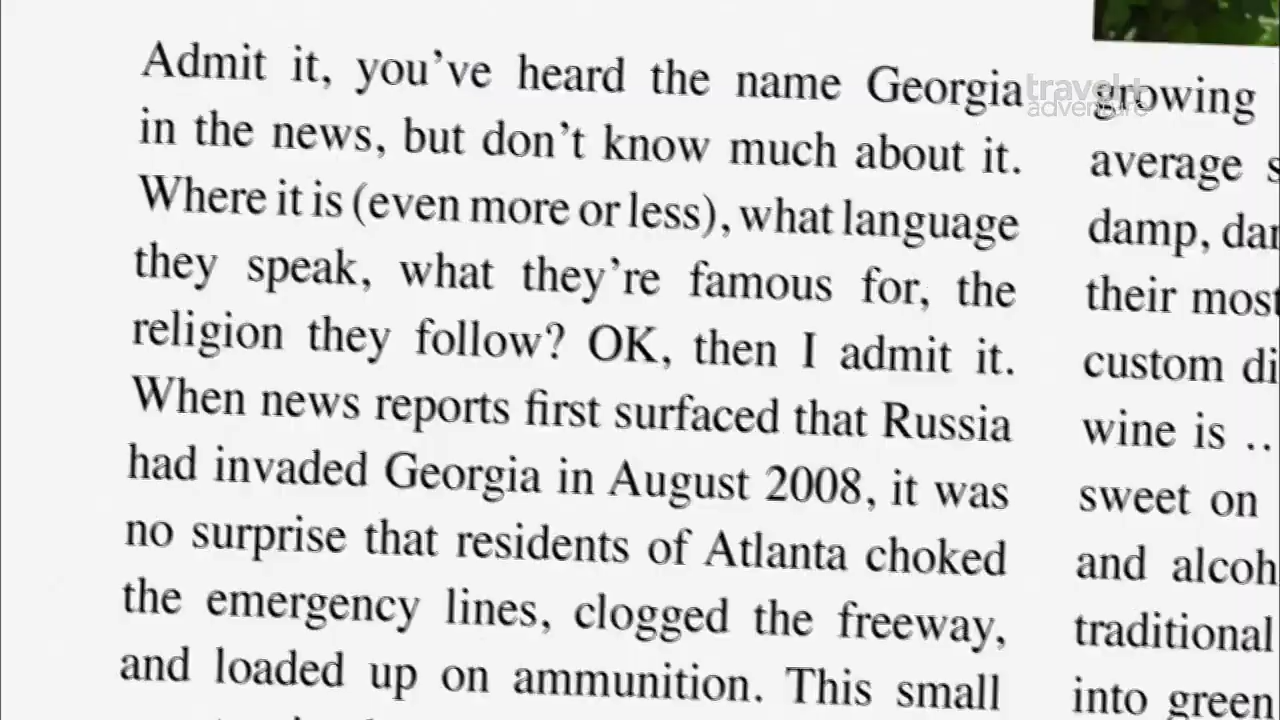 Admit it, you've heard the name Georgia
in the news, but don't know much about it.
Where it is (even more or less), what language
they speak, what they're famous for, the
religion they follow? OK, then I admit it.
When news reports first surfaced that Russia
had invaded Georgia in August 2008, it was
no surprise that residents of Atlanta choked
the emergency lines, clogged the freeway,
and loaded up on ammunition. This small
growing
average
damp,
their
custom
wine is ..
sweet on
and
traditional
into green
travel
adventure